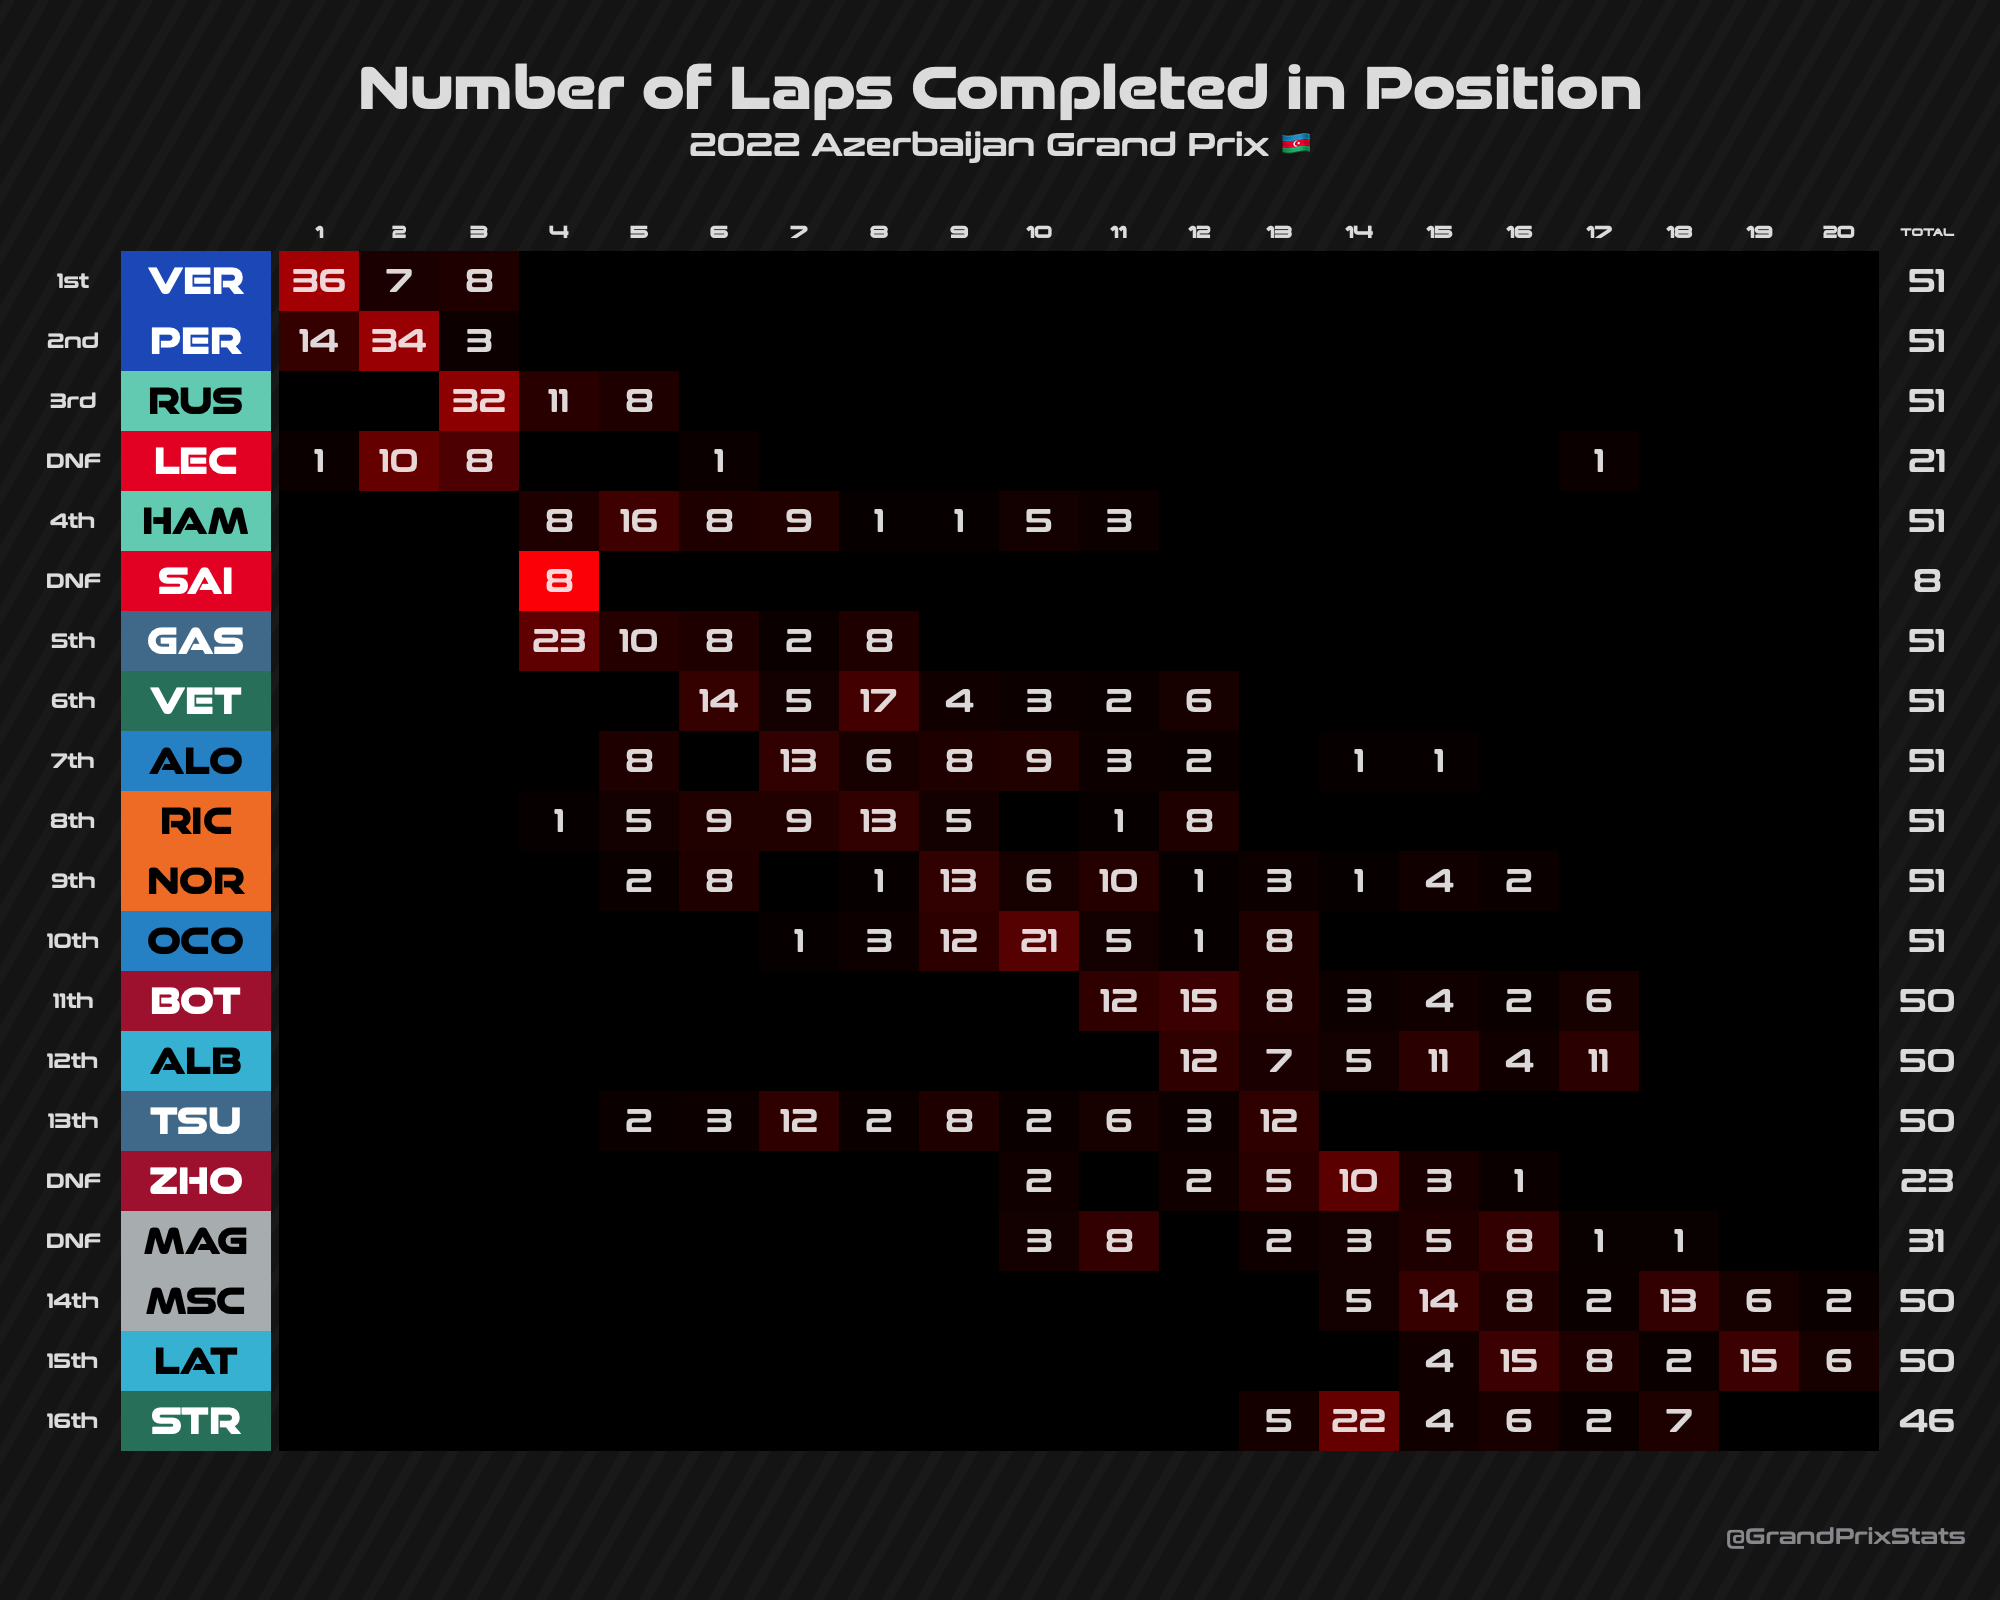 Number of Laps Completed in Position
2022 Azerbaijan Grand Prix 🇦🇿
1 2 3 4 5 6 7 8 9 10 11 12 13 14 15 16 17 18 19 20 TOTAL
1st VER 36 7 8 51
2nd PER 14 34 3 51
3rd RUS 32 11 8 51
DNF LEC 1 10 8 1 1 21
4th HAM 8 16 8 9 1 1 5 3 51
DNF SAI 8 8
5th GAS 23 10 8 2 8 51
6th VET 14 5 17 4 3 2 6 51
7th ALO 8 13 6 8 9 3 2 1 1 51
8th RIC 1 5 9 9 13 5 1 8 51
9th NOR 2 8 1 13 6 10 1 3 1 4 2 51
10th OCO 1 3 12 21 5 1 8 51
11th BOT 12 15 8 3 4 2 6 50
12th ALB 12 7 5 11 4 11 50
13th TSU 2 3 12 2 8 2 6 3 12 50
DNF ZHO 2 2 5 10 3 1 23
DNF MAG 3 8 2 3 5 8 1 1 31
14th MSC 5 14 8 2 13 6 2 50
15th LAT 4 15 8 2 15 6 50
16th STR 5 22 4 6 2 7 46
@GrandPrixStats